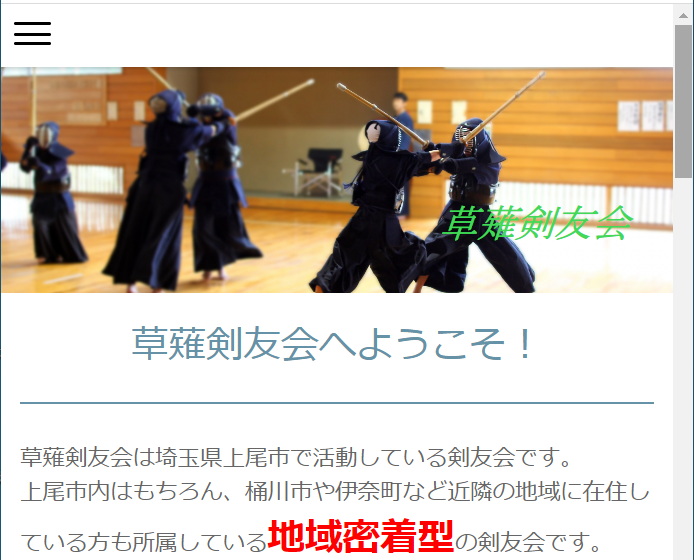 草薙剣友会
草薙剣友会へようこそ！
草薙剣友会は埼玉県上尾市で活動している剣友会です。
上尾市内はもちろん、桶川市や伊奈町など近隣の地域に在住し
ている方も所属している地域密着型の剣友会です。